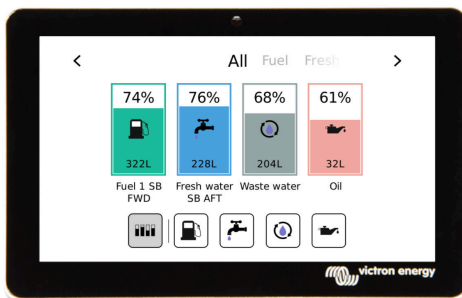 All Fuel Fresh
74% 76% 68% 61%
322L 228L 204L 32L
Fuel 1 SB Fresh water Waste water Oil
FWD SB AFT
victron energy